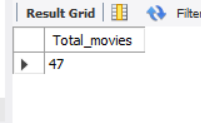 Result Grid Filter
Total_movies
47